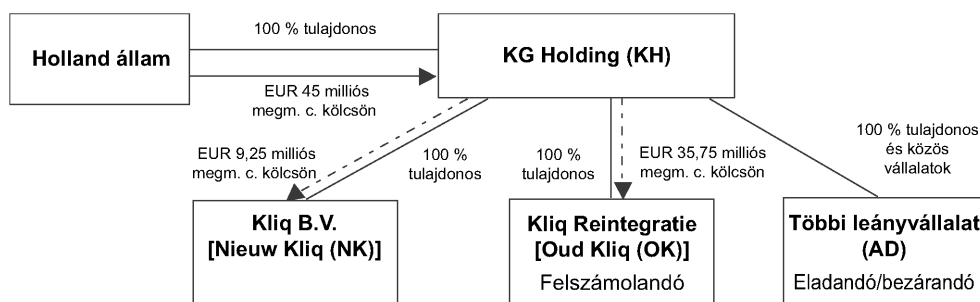 100 % tulajdonos
Holland állam
KG Holding (KH)
EUR 45 milliós
megm. c. kölcsön
EUR 9,25 milliós
megm. c. kölcsön
100 %
tulajdonos
100 %
tulajdonos
EUR 35,75 milliós
megm. c. kölcsön
100 % tulajdonos
és közös
vállalatok
Kliq B.V.
[Nieuw Kliq (NK)]
Kliq Reintegratie
[Oud Kliq (OK)]
Felszámolandó
Többi leányvállalat
(AD)
Eladandó/bezárandó